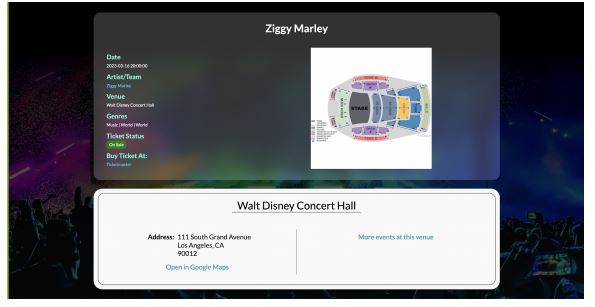 Ziggy Marley
Date
2023-03-16 20:00:00
Artist/Team
Ziggy Marley
Venue
Walt Disney Concert Hall
Genres
Music | World | World
Ticket Status
On Sale
Buy Ticket At:
Ticketmaster
STAGE
Walt Disney Concert Hall
Address: 111 South Grand Avenue
Los Angeles, CA
90012
Open in Google Maps
More events at this venue